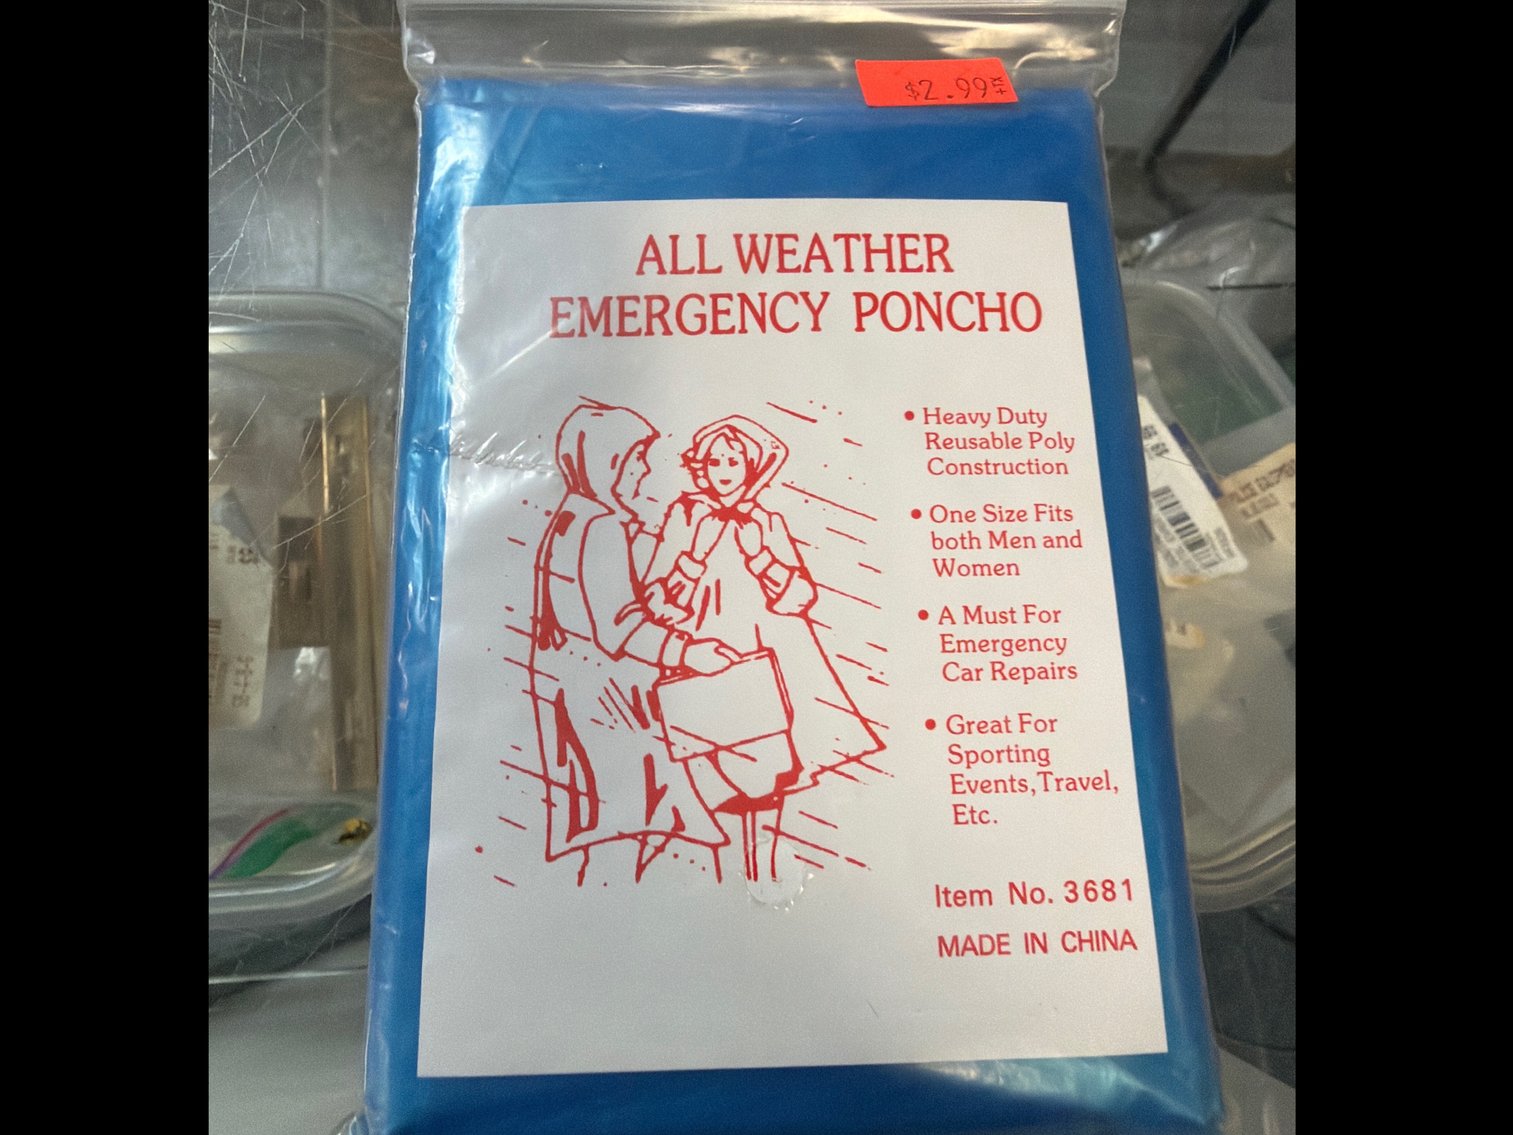 $2.99
ALL WEATHER
EMERGENCY PONCHO
• Heavy Duty
Reusable Poly
Construction
• One Size Fits
both Men and
Women
• A Must For
Emergency
Car Repairs
• Great For
Sporting
Events, Travel,
Etc.
Item No. 3681
MADE IN CHINA